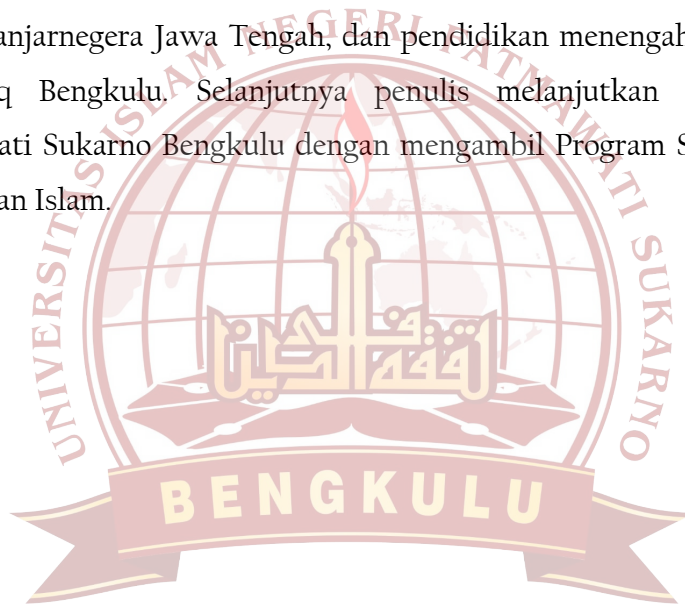 anjarnegera Jawa Tengah, dan pendidikan menengah
q Bengkulu. Selanjutnya penulis melanjutkan
ati Sukarno Bengkulu dengan mengambil Program S
an Islam.
UNIVERSITAS ISLAM NEGERI FATMAWATI SUKARNO
BENGKULU